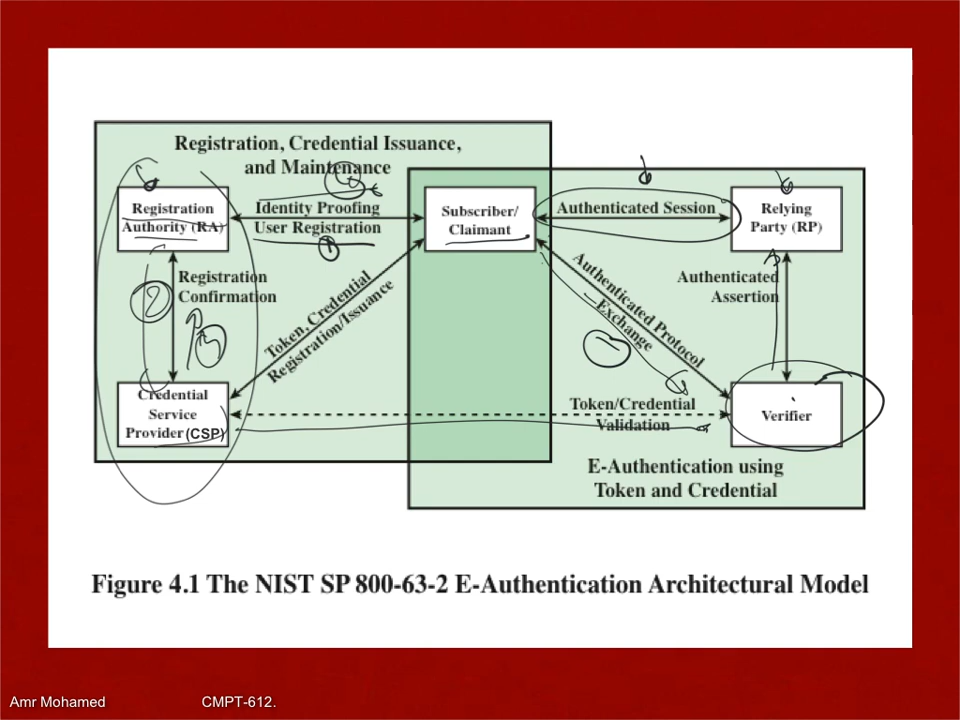 Registration, Credential Issuance,
and Maintenance
Registration
Authority (RA)
Identity Proofing
User Registration
Subscriber/
Claimant
Authenticated Session
Relying
Party (RP)
Registration
Confirmation
Token, Credential
Registration/Issuance
Authenticated Protocol
Exchange
Authenticated
Assertion
Credential
Service
Provider (CSP)
Token/Credential
Validation
Verifier
E-Authentication using
Token and Credential
Figure 4.1 The NIST SP 800-63-2 E-Authentication Architectural Model
Amr Mohamed
CMPT-612.